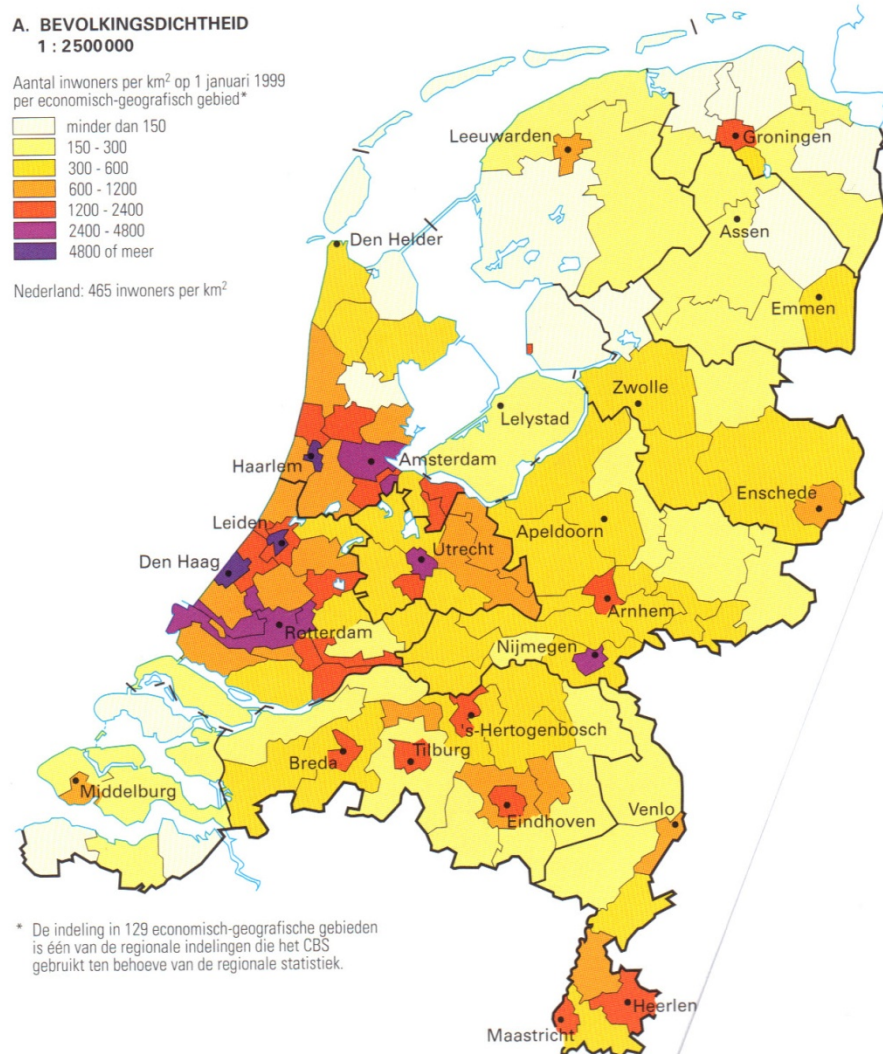 A. BEVOLKINGSDICHTHEID
1 : 2500000
Aantal inwoners per km² op 1 januari 1999
per economisch-geografisch gebied*
minder dan 150
150 - 300
300 - 600
600 - 1200
1200 - 2400
2400 - 4800
4800 of meer
Nederland: 465 inwoners per km²
Leeuwarden
Groningen
Assen
Den Helder
Emmen
Zwolle
Lelystad
Haarlem
Amsterdam
Enschede
Leiden
Apeldoorn
Den Haag
Utrecht
Arnhem
Rotterdam
Nijmegen
's-Hertogenbosch
Breda
Tilburg
Middelburg
Eindhoven
Venlo
* De indeling in 129 economisch-geografische gebieden
is één van de regionale indelingen die het CBS
gebruikt ten behoeve van de regionale statistiek.
Heerlen
Maastricht